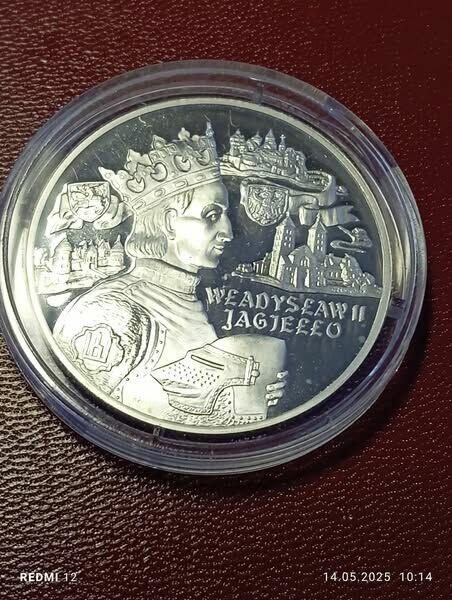 WŁADYSŁAW II
JAGIEŁŁO
REDMI 12
14.05.2025 10:14